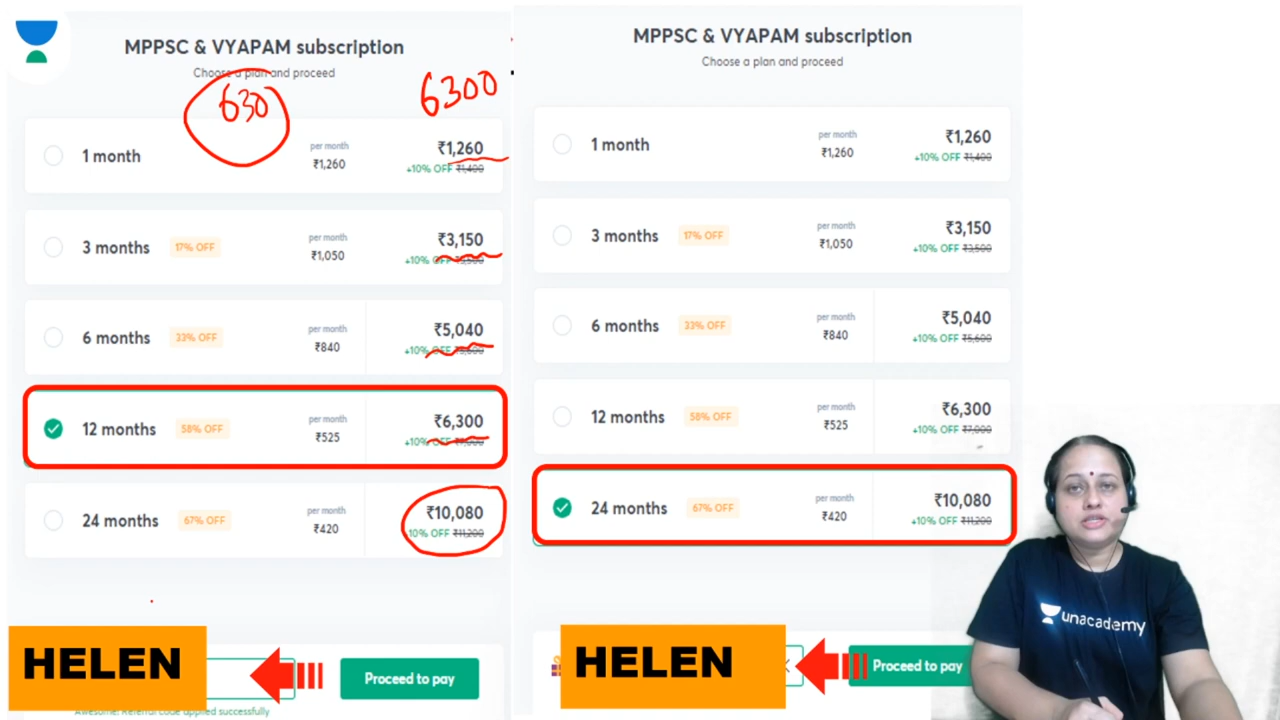 MPPSC & VYAPAM subscription
Choose a plan and proceed
630
6300
1 month
per month
₹1,260
₹1,260
+10% OFF ₹1,400
3 months
17% OFF
per month
₹1,050
₹3,150
+10% OFF ₹3,500
6 months
33% OFF
per month
₹840
₹5,040
+10% OFF ₹5,600
12 months
58% OFF
per month
₹525
₹6,300
+10% OFF ₹7,000
24 months
67% OFF
per month
₹420
₹10,080
10% OFF ₹11,200
HELEN
Proceed to pay
Awesome! Referral code applied successfully
MPPSC & VYAPAM subscription
Choose a plan and proceed
1 month
per month
₹1,260
₹1,260
+10% OFF ₹1,400
3 months
17% OFF
per month
₹1,050
₹3,150
+10% OFF ₹3,500
6 months
33% OFF
per month
₹840
₹5,040
+10% OFF ₹5,600
12 months
58% OFF
per month
₹525
₹6,300
+10% OFF ₹7,000
24 months
67% OFF
per month
₹420
₹10,080
+10% OFF ₹11,200
HELEN
Proceed to pay
unacademy